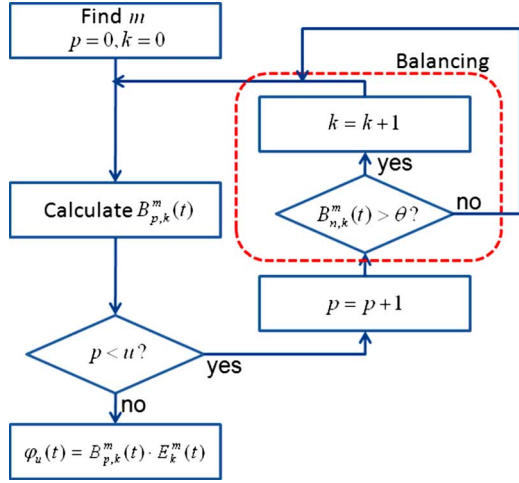 Find m
p = 0, k = 0
Balancing
k = k + 1
yes
Calculate B^m_{p,k}(t)
B^m_{n,k}(t) > θ?
no
p = p + 1
p < u?
yes
no
φ_u(t) = B^m_{p,k}(t) · E^m_k(t)